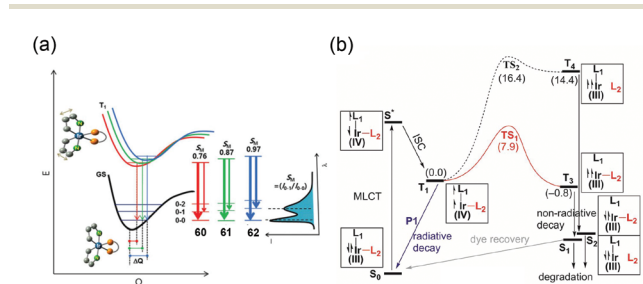 (a)
T1
SM
0.76
SM
0.87
SM
0.97
SM
=(I0-1/I0-0)
λ
E
GS
0-2
0-1
0-0
60
61
62
I
ΔQ
Q
(b)
TS2
(16.4)
T4
(14.4)
L1
Ir—L2
(III)
S*
L1
Ir—L2
(IV)
ISC
TS1
(7.9)
(0.0)
T1
T3
(–0.8)
L1
Ir—L2
(III)
MLCT
L1
Ir—L2
(IV)
P1
radiative
decay
non-radiative
decay
L1
Ir—L2
(III)
L1
Ir—L2
(III)
dye recovery
S1
S2
L1
Ir—L2
(III)
S0
degradation